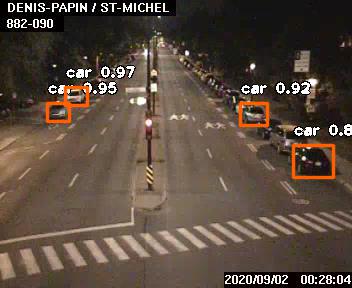 DENIS-PAPIN / ST-MICHEL
882-090
car 0.97
car 0.95
car 0.92
car 0.8
2020/09/02 00:28:04